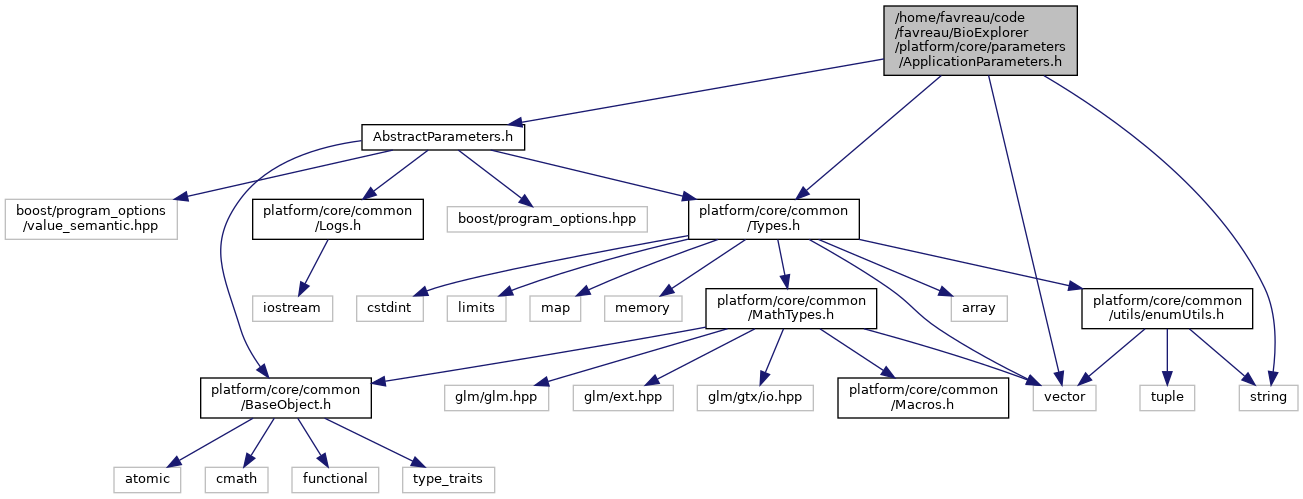 /home/favreau/code
/favreau/BioExplorer
/platform/core/parameters
/ApplicationParameters.h
AbstractParameters.h
boost/program_options
/value_semantic.hpp
platform/core/common
/Logs.h
boost/program_options.hpp
platform/core/common
/Types.h
iostream
cstdint
limits
map
memory
platform/core/common
/MathTypes.h
array
platform/core/common
/utils/enumUtils.h
platform/core/common
/BaseObject.h
glm/glm.hpp
glm/ext.hpp
glm/gtx/io.hpp
platform/core/common
/Macros.h
vector
tuple
string
atomic
cmath
functional
type_traits